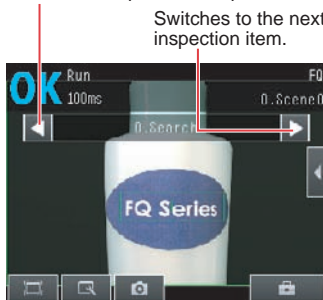 Switches to the next
inspection item.
OK Run FQ
100ms 0.Scene0
0.Search
FQ Series